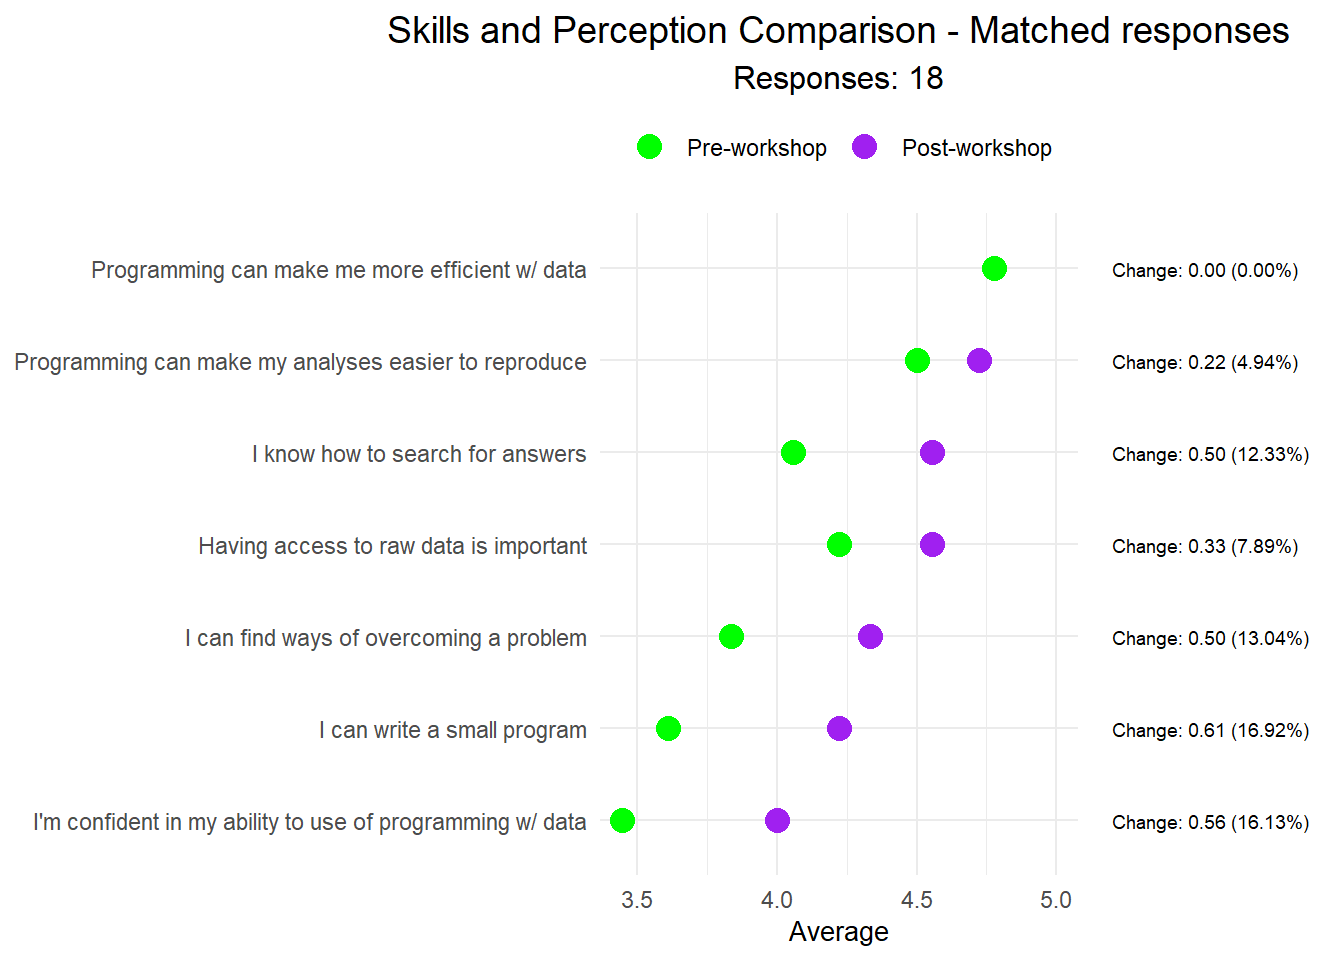 Skills and Perception Comparison - Matched responses
Responses: 18
Pre-workshop Post-workshop
Programming can make me more efficient w/ data Change: 0.00 (0.00%)
Programming can make my analyses easier to reproduce Change: 0.22 (4.94%)
I know how to search for answers Change: 0.50 (12.33%)
Having access to raw data is important Change: 0.33 (7.89%)
I can find ways of overcoming a problem Change: 0.50 (13.04%)
I can write a small program Change: 0.61 (16.92%)
I'm confident in my ability to use of programming w/ data Change: 0.56 (16.13%)
3.5 4.0 4.5 5.0
Average